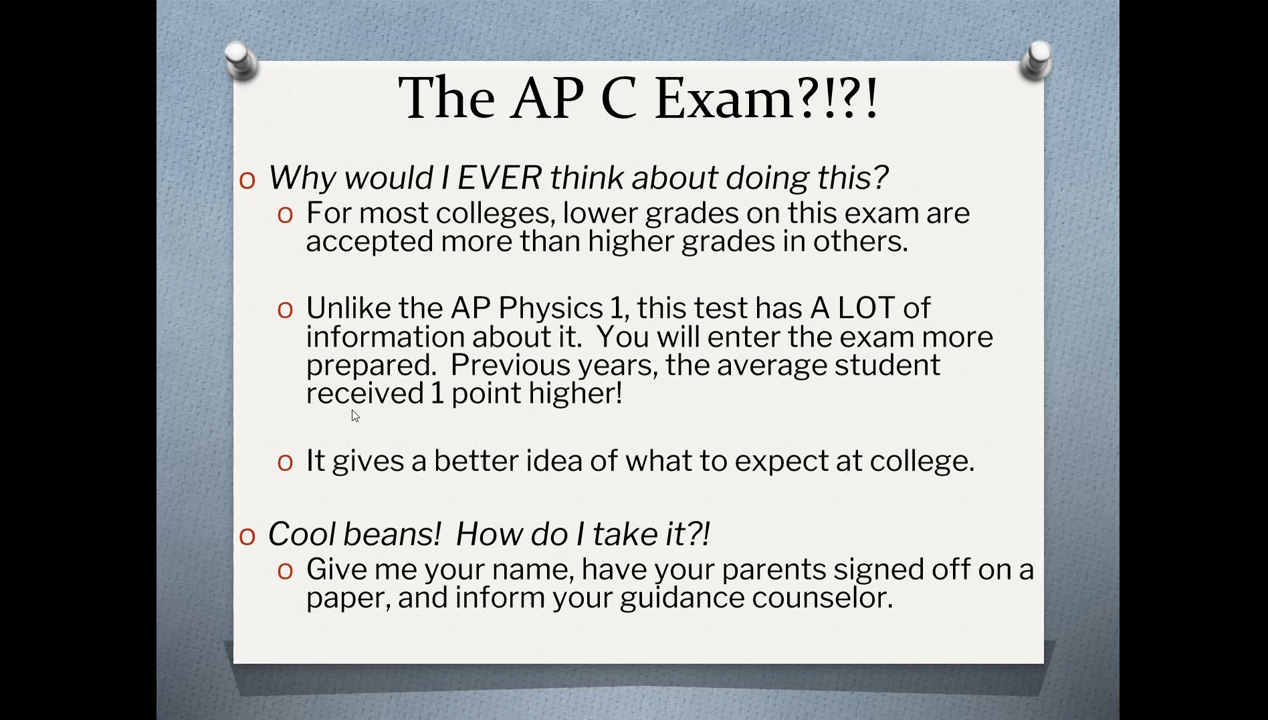 The AP C Exam?!?!
o Why would I EVER think about doing this?
o For most colleges, lower grades on this exam are
accepted more than higher grades in others.
o Unlike the AP Physics 1, this test has A LOT of
information about it.  You will enter the exam more
prepared.  Previous years, the average student
received 1 point higher!
o It gives a better idea of what to expect at college.
o Cool beans!  How do I take it?!
o Give me your name, have your parents signed off on a
paper, and inform your guidance counselor.